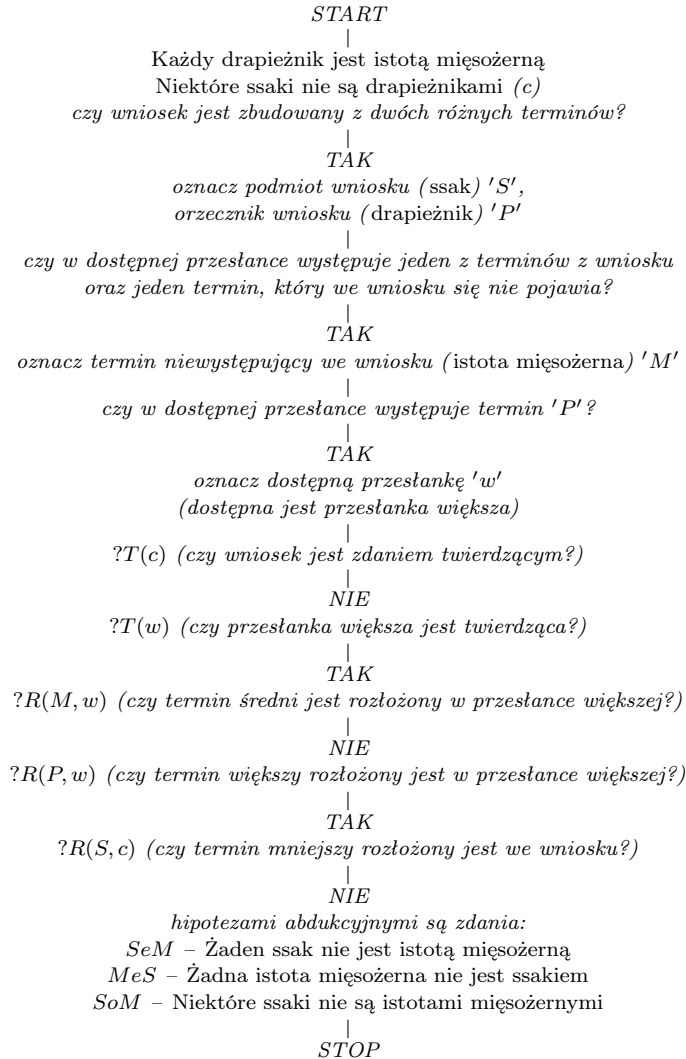 START
|
Każdy drapieżnik jest istotą mięsożerną
Niektóre ssaki nie są drapieżnikami (c)
czy wniosek jest zbudowany z dwóch różnych terminów?
|
TAK
oznacz podmiot wniosku (ssak) 'S',
orzecznik wniosku (drapieżnik) 'P'
|
czy w dostępnej przesłance występuje jeden z terminów z wniosku
oraz jeden termin, który we wniosku się nie pojawia?
|
TAK
oznacz termin niewystępujący we wniosku (istota mięsożerna) 'M'
|
czy w dostępnej przesłance występuje termin 'P'?
|
TAK
oznacz dostępną przesłankę 'w'
(dostępna jest przesłanka większa)
|
?T(c) (czy wniosek jest zdaniem twierdzącym?)
|
NIE
?T(w) (czy przesłanka większa jest twierdząca?)
|
TAK
?R(M, w) (czy termin średni jest rozłożony w przesłance większej?)
|
NIE
?R(P, w) (czy termin większy rozłożony jest w przesłance większej?)
|
TAK
?R(S, c) (czy termin mniejszy rozłożony jest we wniosku?)
|
NIE
hipotezami abdukcyjnymi są zdania:
SeM – Żaden ssak nie jest istotą mięsożerną
MeS – Żadna istota mięsożerna nie jest ssakiem
SoM – Niektóre ssaki nie są istotami mięsożernymi
|
STOP